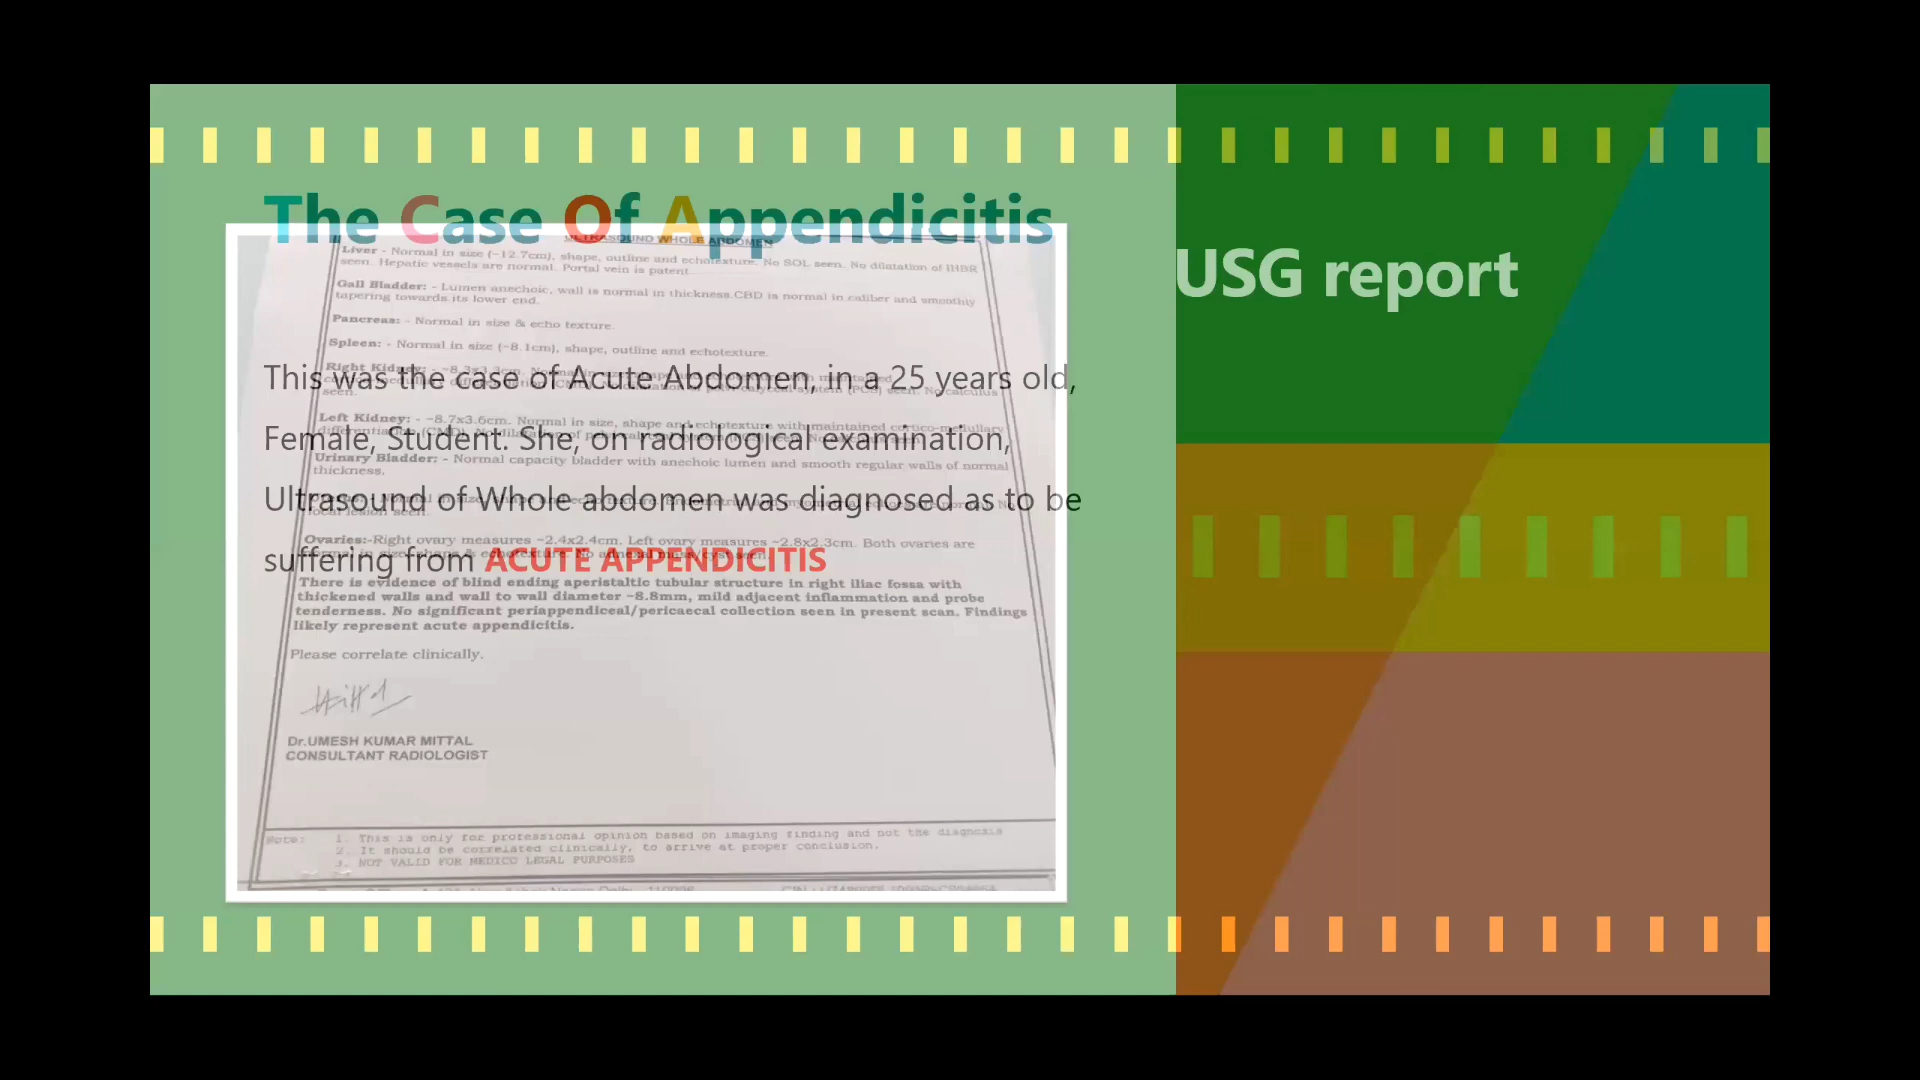 The Case Of Appendicitis
USG report
This was the case of Acute Abdomen, in a 25 years old,
Female, Student. She, on radiological examination,
Ultrasound of Whole abdomen was diagnosed as to be
suffering from ACUTE APPENDICITIS
ULTRASOUND WHOLE ABDOMEN
Liver - Normal in size (~12.7cm), shape, outline and echotexture. No SOL seen. No dilatation of IHBR
seen. Hepatic vessels are normal. Portal vein is patent.
Gall Bladder: - Lumen anechoic, wall is normal in thickness.CBD is normal in caliber and smoothly
tapering towards its lower end.
Pancreas: - Normal in size & echo texture.
Spleen: - Normal in size (~8.1cm), shape, outline and echotexture.
Right Kidney: -
seen.
Left Kidney: - ~8.7x3.6cm. Normal in size, shape and echotexture with maintained cortico-medullary
differentiation (CMD).
Urinary Bladder: - Normal capacity bladder with anechoic lumen and smooth regular walls of normal
thickness.
focal lesion seen.
Ovaries:-Right ovary measures ~2.4x2.4cm. Left ovary measures ~2.8x2.3cm. Both ovaries are
There is evidence of blind ending aperistaltic tubular structure in right iliac fossa with
thickened walls and wall to wall diameter ~8.8mm, mild adjacent inflammation and probe
tenderness. No significant periappendiceal/pericaecal collection seen in present scan. Findings
likely represent acute appendicitis.
Please correlate clinically.
Dr.UMESH KUMAR MITTAL
CONSULTANT RADIOLOGIST
Note: 1. This is only for professional opinion based on imaging finding and not the diagnosis
2. It should be correlated clinically, to arrive at proper conclusion.
3. NOT VALID FOR MEDICO LEGAL PURPOSES